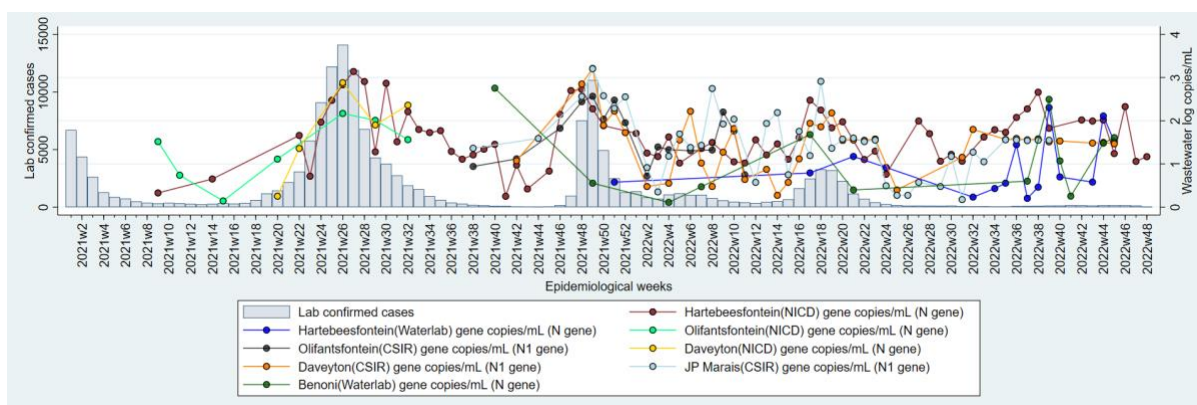 15000
10000
5000
0
Lab confirmed cases
4
3
2
1
0
Wastewater log copies/mL
2021w2 2021w4 2021w6 2021w8 2021w10 2021w12 2021w14 2021w16 2021w18 2021w20 2021w22 2021w24 2021w26 2021w28 2021w30 2021w32 2021w34 2021w36 2021w38 2021w40 2021w42 2021w44 2021w46 2021w48 2021w50 2021w52 2022w2 2022w4 2022w6 2022w8 2022w10 2022w12 2022w14 2022w16 2022w18 2022w20 2022w22 2022w24 2022w26 2022w28 2022w30 2022w32 2022w34 2022w36 2022w38 2022w40 2022w42 2022w44 2022w46 2022w48
Epidemiological weeks
Lab confirmed cases
Hartebeesfontein(NICD) gene copies/mL (N gene)
Hartebeesfontein(Waterlab) gene copies/mL (N gene)
Olifantsfontein(NICD) gene copies/mL (N gene)
Olifantsfontein(CSIR) gene copies/mL (N1 gene)
Daveyton(NICD) gene copies/mL (N gene)
Daveyton(CSIR) gene copies/mL (N1 gene)
JP Marais(CSIR) gene copies/mL (N1 gene)
Benoni(Waterlab) gene copies/mL (N gene)